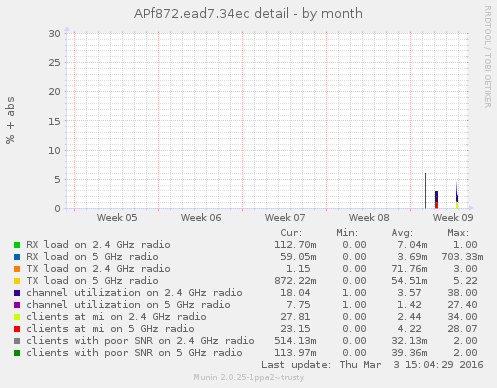 APf872.ead7.34ec detail - by month
RRDTOOL / TOBI OETIKER
% + abs
30
25
20
15
10
5
0
Week 05 Week 06 Week 07 Week 08 Week 09
Cur: Min: Avg: Max:
RX load on 2.4 GHz radio 112.70m 0.00 7.04m 1.00
RX load on 5 GHz radio 59.05m 0.00 3.69m 703.33m
TX load on 2.4 GHz radio 1.15 0.00 71.76m 3.00
TX load on 5 GHz radio 872.22m 0.00 54.51m 5.22
channel utilization on 2.4 GHz radio 18.04 1.00 3.57 38.00
channel utilization on 5 GHz radio 7.75 1.00 1.42 27.40
clients at mi on 2.4 GHz radio 27.81 0.00 2.44 34.00
clients at mi on 5 GHz radio 23.15 0.00 4.22 28.07
clients with poor SNR on 2.4 GHz radio 514.13m 0.00 32.13m 2.00
clients with poor SNR on 5 GHz radio 113.97m 0.00 39.36m 2.00
Last update: Thu Mar 3 15:04:29 2016
Munin 2.0.25-1ppa2~trusty